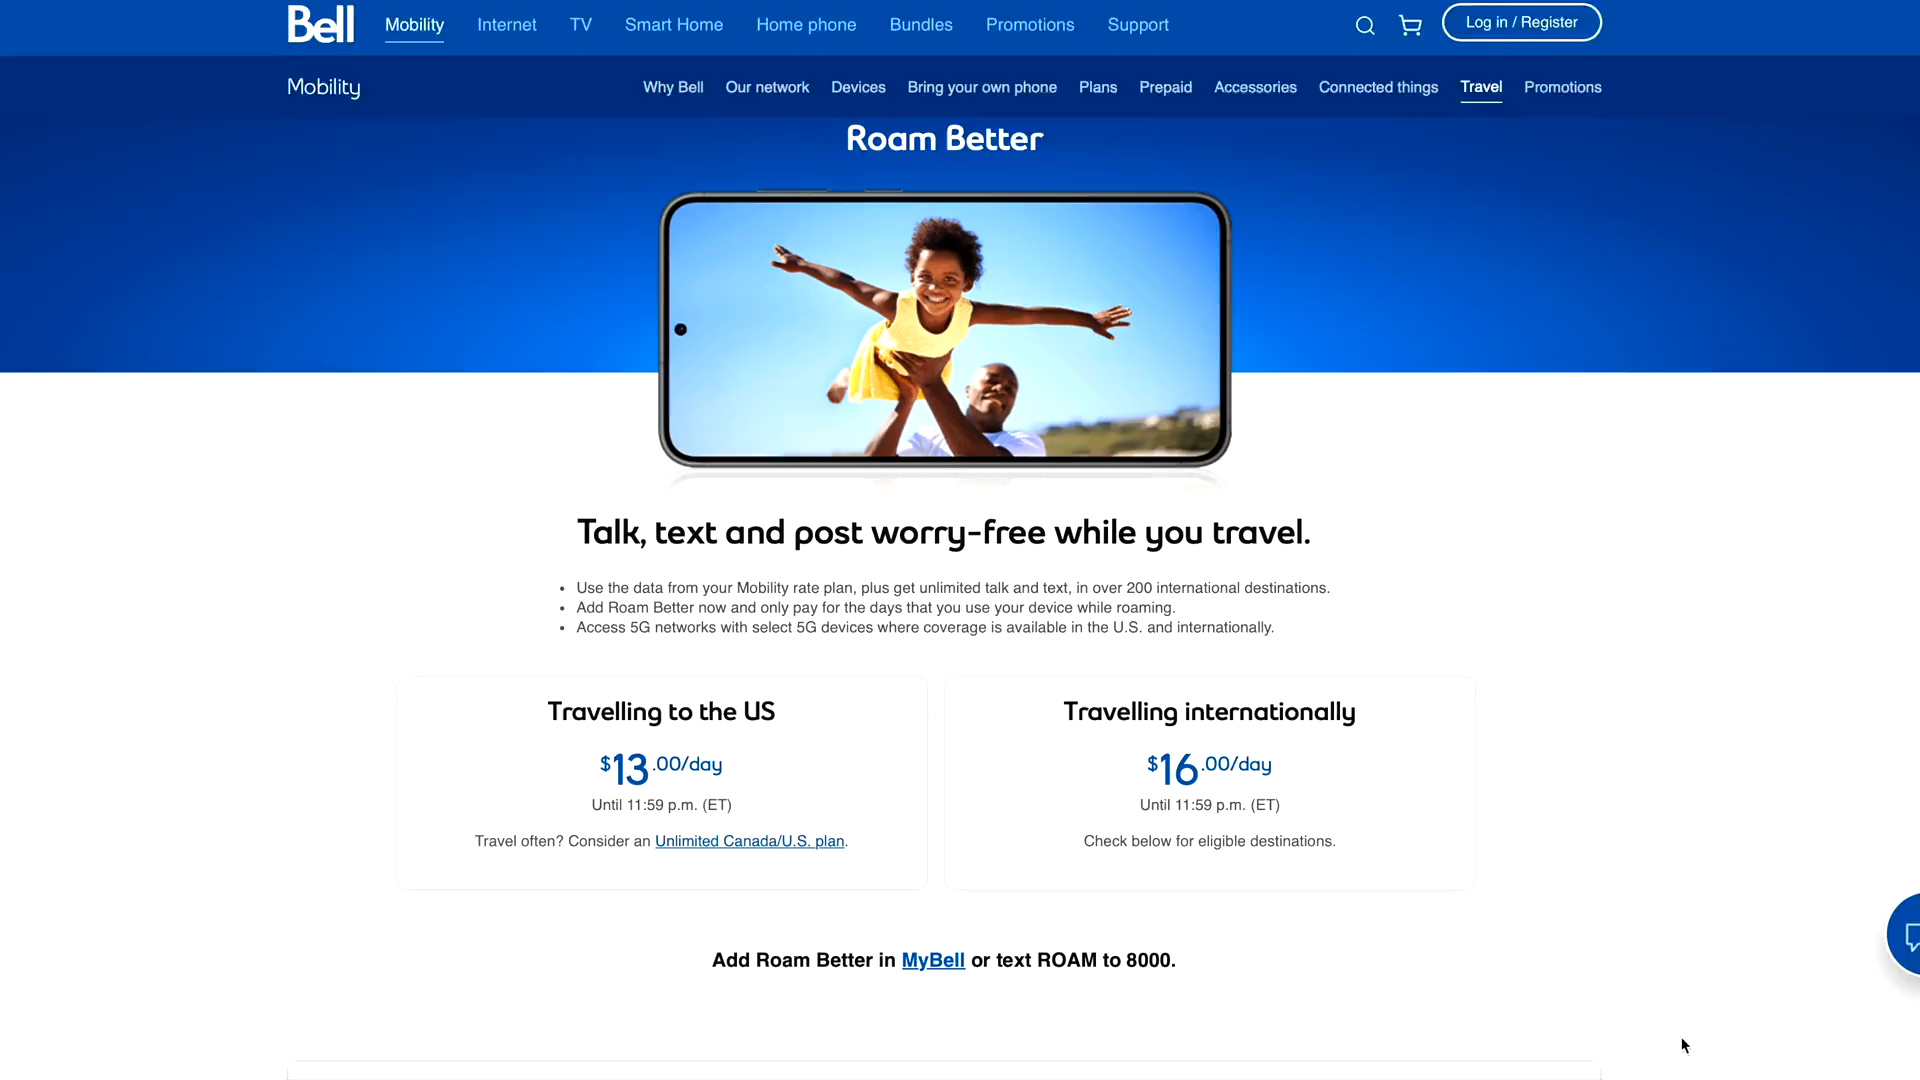 Bell Mobility Internet TV Smart Home Home phone Bundles Promotions Support Log in / Register
Mobility Why Bell Our network Devices Bring your own phone Plans Prepaid Accessories Connected things Travel Promotions
Roam Better
Talk, text and post worry-free while you travel.
• Use the data from your Mobility rate plan, plus get unlimited talk and text, in over 200 international destinations.
• Add Roam Better now and only pay for the days that you use your device while roaming.
• Access 5G networks with select 5G devices where coverage is available in the U.S. and internationally.
Travelling to the US
$13.00/day
Until 11:59 p.m. (ET)
Travel often? Consider an Unlimited Canada/U.S. plan.
Travelling internationally
$16.00/day
Until 11:59 p.m. (ET)
Check below for eligible destinations.
Add Roam Better in MyBell or text ROAM to 8000.